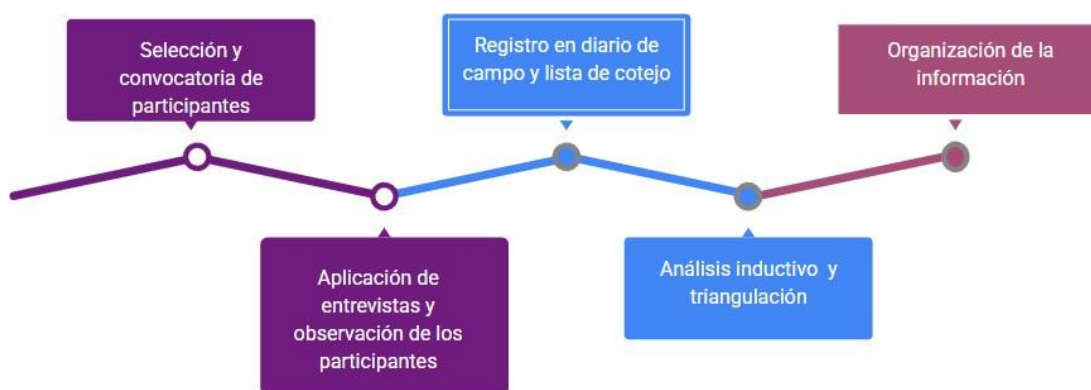 Selección y
convocatoria de
participantes
Aplicación de
entrevistas y
observación de los
participantes
Registro en diario de
campo y lista de cotejo
Análisis inductivo y
triangulación
Organización de la
información